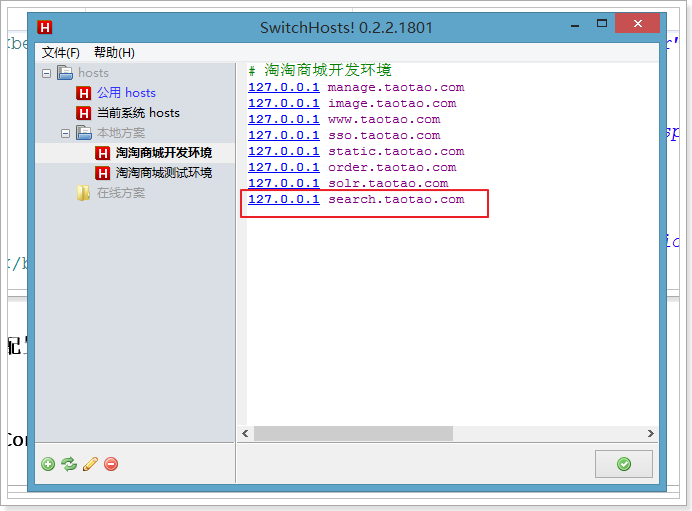 SwitchHosts! 0.2.2.1801
文件(F) 帮助(H)
hosts
公用 hosts
当前系统 hosts
本地方案
淘淘商城开发环境
淘淘商城测试环境
在线方案
# 淘淘商城开发环境
127.0.0.1 manage.taotao.com
127.0.0.1 image.taotao.com
127.0.0.1 www.taotao.com
127.0.0.1 sso.taotao.com
127.0.0.1 static.taotao.com
127.0.0.1 order.taotao.com
127.0.0.1 solr.taotao.com
127.0.0.1 search.taotao.com